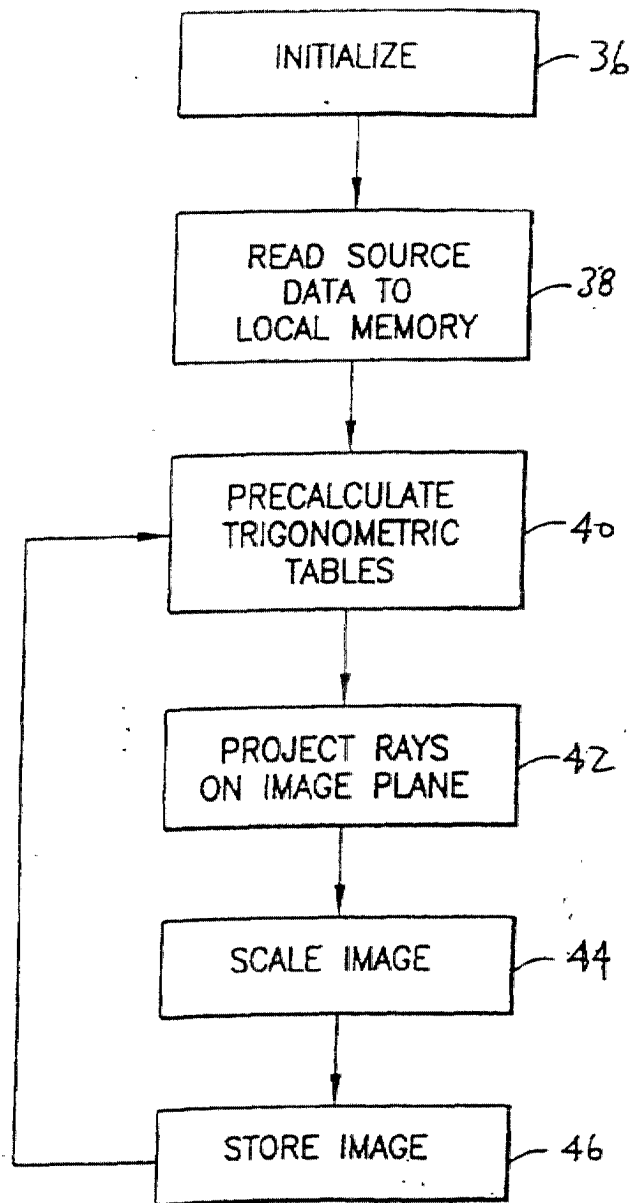 INITIALIZE
36
READ SOURCE
DATA TO
LOCAL MEMORY
38
PRECALCULATE
TRIGONOMETRIC
TABLES
40
PROJECT RAYS
ON IMAGE PLANE
42
SCALE IMAGE
44
STORE IMAGE
46